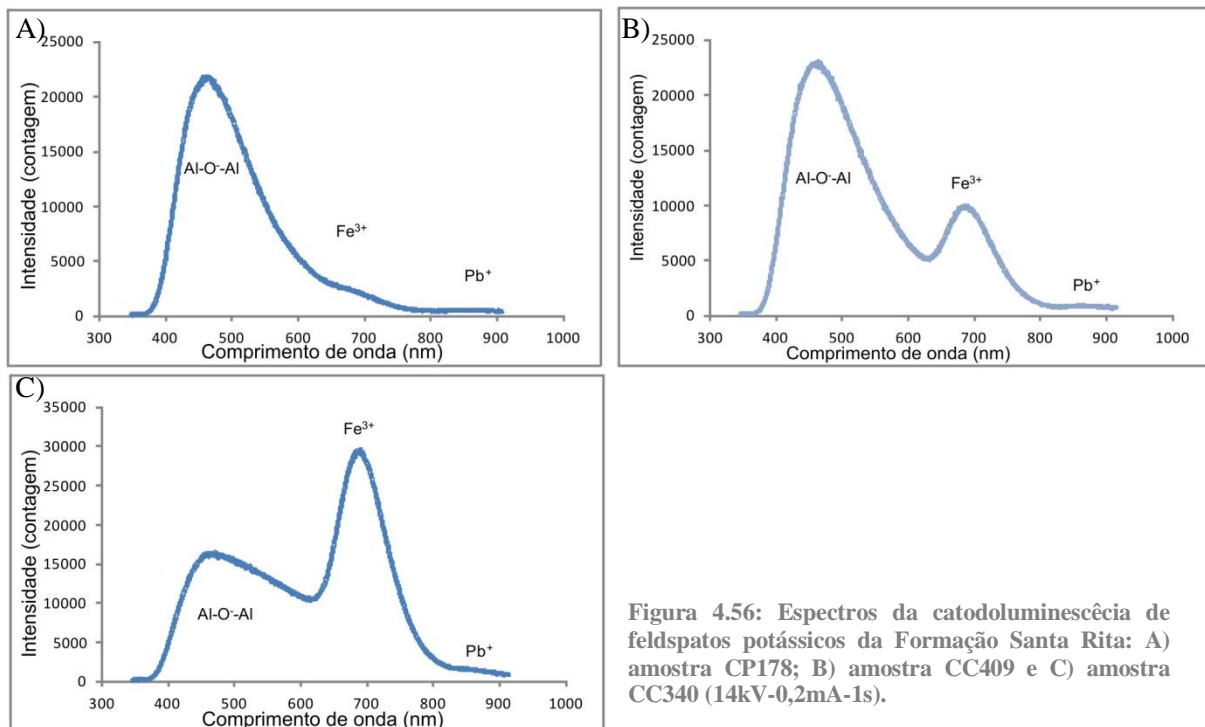 A)
25000
20000
15000
10000
5000
0
Intensidade (contagem)
Al-O⁻-Al
Fe³⁺
Pb⁺
300 400 500 600 700 800 900 1000
Comprimento de onda (nm)
B)
25000
20000
15000
10000
5000
0
Intensidade (contagem)
Al-O⁻-Al
Fe³⁺
Pb⁺
300 400 500 600 700 800 900 1000
Comprimento de onda (nm)
C)
35000
30000
25000
20000
15000
10000
5000
0
Intensidade (contagem)
Fe³⁺
Al-O⁻-Al
Pb⁺
300 400 500 600 700 800 900 1000
Comprimento de onda (nm)
Figura 4.56: Espectros da catodoluminescêcia de
feldspatos potássicos da Formação Santa Rita: A)
amostra CP178; B) amostra CC409 e C) amostra
CC340 (14kV-0,2mA-1s).